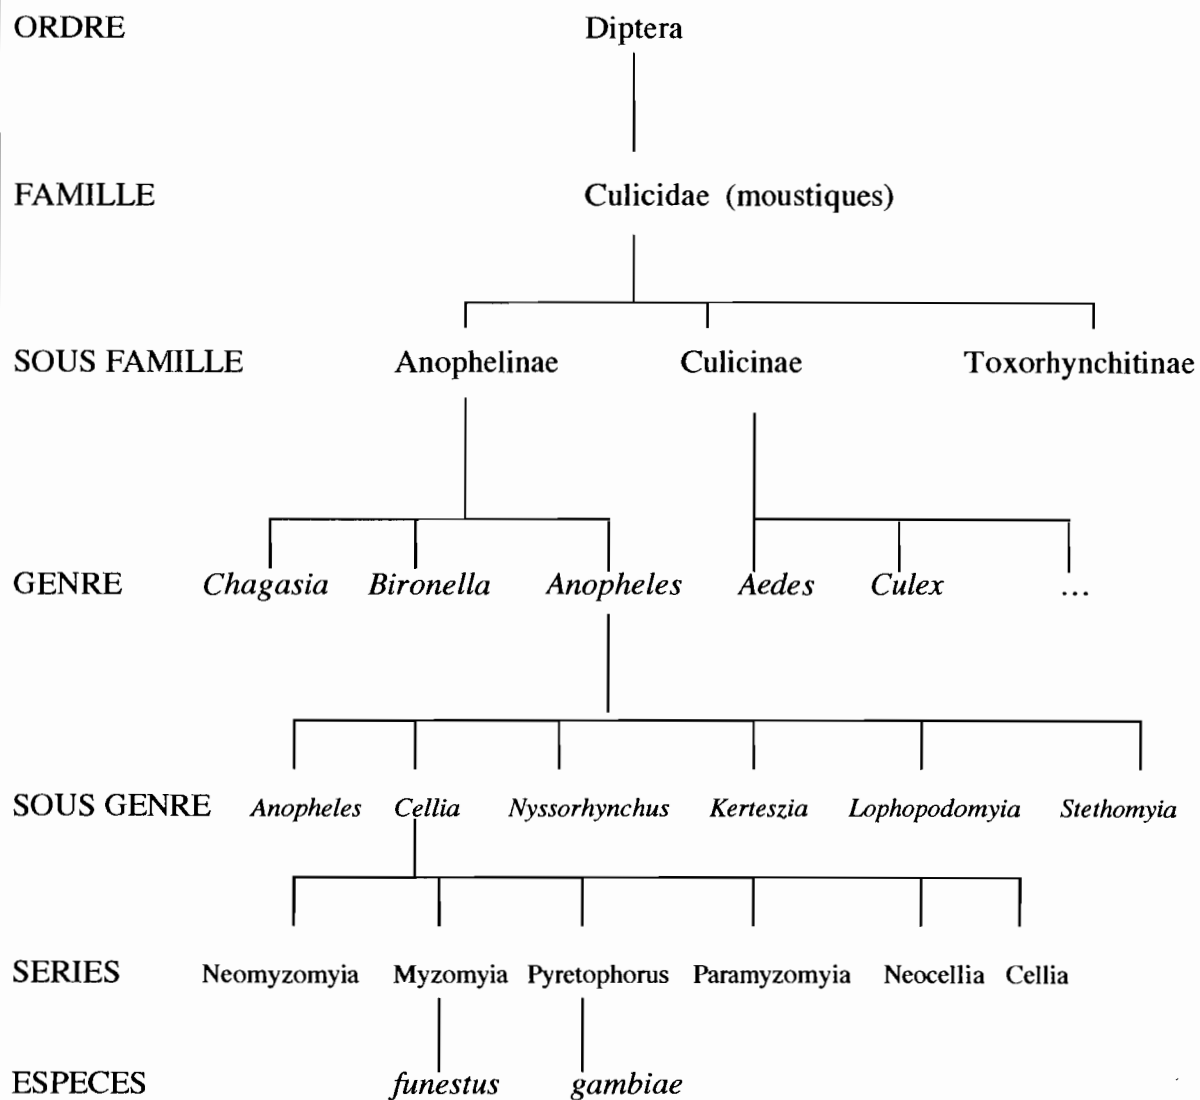 ORDRE Diptera
FAMILLE Culicidae (moustiques)
SOUS FAMILLE Anophelinae Culicinae Toxorhynchitinae
GENRE Chagasia Bironella Anopheles Aedes Culex ...
SOUS GENRE Anopheles Cellia Nyssorhynchus Kerteszia Lophopodomyia Stethomyia
SERIES Neomyzomyia Myzomyia Pyretophorus Paramyzomyia Neocellia Cellia
ESPECES funestus gambiae